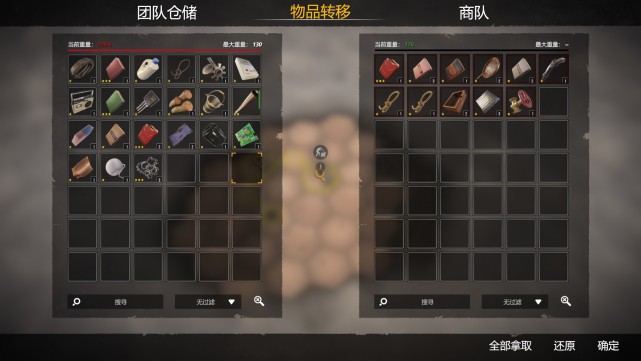 团队仓储
物品转移
商队
当前重量：
最大重量： 130
当前重量：
最大重量： --
搜寻
无过滤
搜寻
无过滤
全部拿取
还原
确定